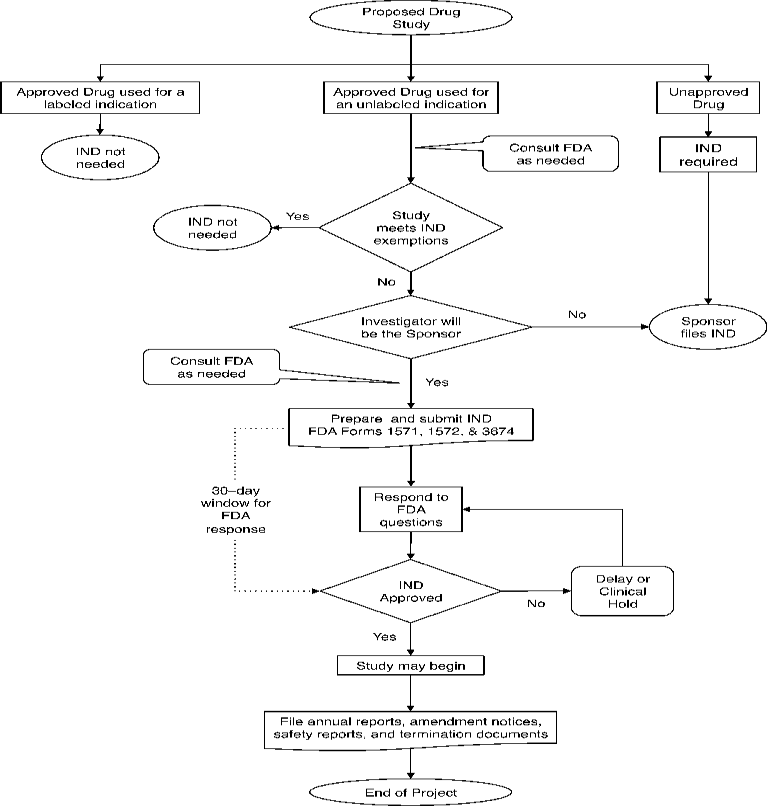 Proposed Drug
Study
Approved Drug used for a
labeled indication
Approved Drug used for
an unlabeled indication
Unapproved
Drug
IND not
needed
Consult FDA
as needed
IND
required
IND not
needed
Yes
Study
meets IND
exemptions
No
Investigator will
be the Sponsor
No
Sponsor
files IND
Consult FDA
as needed
Yes
Prepare and submit IND
FDA Forms 1571, 1572, & 3674
30–day
window for
FDA
response
Respond to
FDA
questions
IND
Approved
No
Delay or
Clinical
Hold
Yes
Study may begin
File annual reports, amendment notices,
safety reports, and termination documents
End of Project